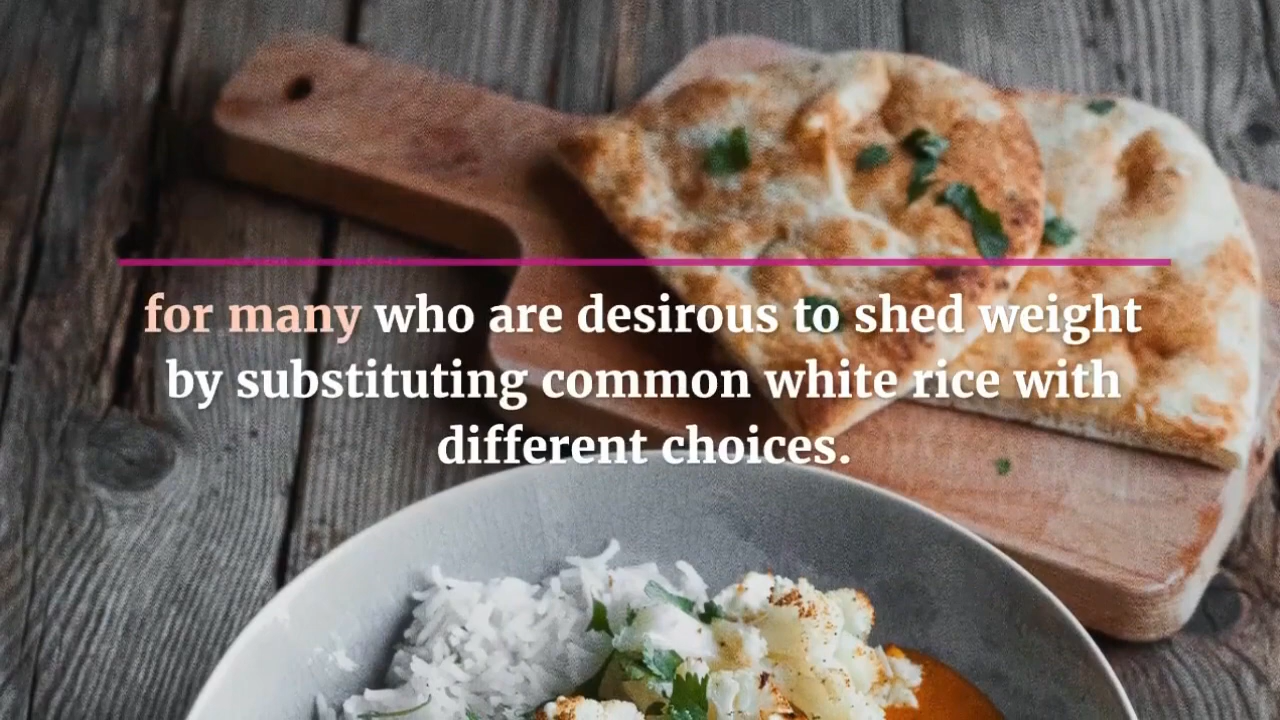 for many who are desirous to shed weight
by substituting common white rice with
different choices.